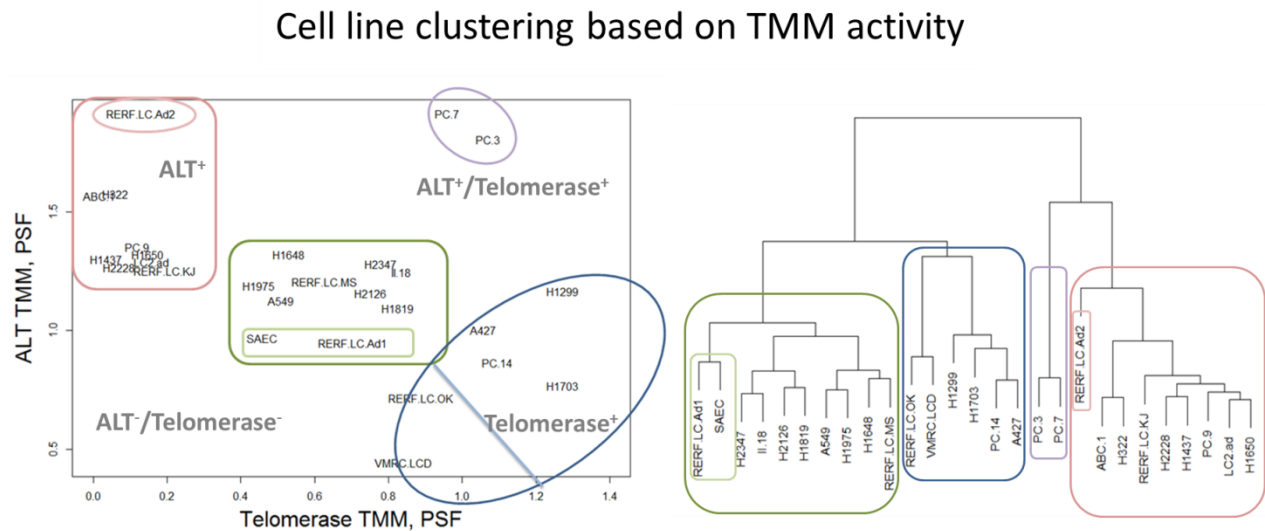 Cell line clustering based on TMM activity
RERF.LC.Ad2
PC.7
PC.3
ALT⁺
ALT⁺/Telomerase⁺
H322
ABC.1
PC.9
H1650
H1437
LC2.ad
H2228
RERF.LC.KJ
H1648
H2347
II.18
RERF.LC.MS
H1975
H2126
A549
H1819
H1299
SAEC
RERF.LC.Ad1
A427
PC.14
H1703
RERF.LC.OK
ALT⁻/Telomerase⁻
Telomerase⁺
VMRC.LCD
ALT TMM, PSF
1.5
1.0
0.5
0.0 0.2 0.4 0.6 0.8 1.0 1.2 1.4
Telomerase TMM, PSF
RERF.LC.Ad1
SAEC
H2347
II.18
H2126
H1819
A549
H1975
H1648
RERF.LC.MS
RERF.LC.OK
VMRC.LCD
H1299
H1703
PC.14
A427
PC.3
PC.7
RERF.LC.Ad2
ABC.1
H322
RERF.LC.KJ
H2228
H1437
PC.9
LC2.ad
H1650